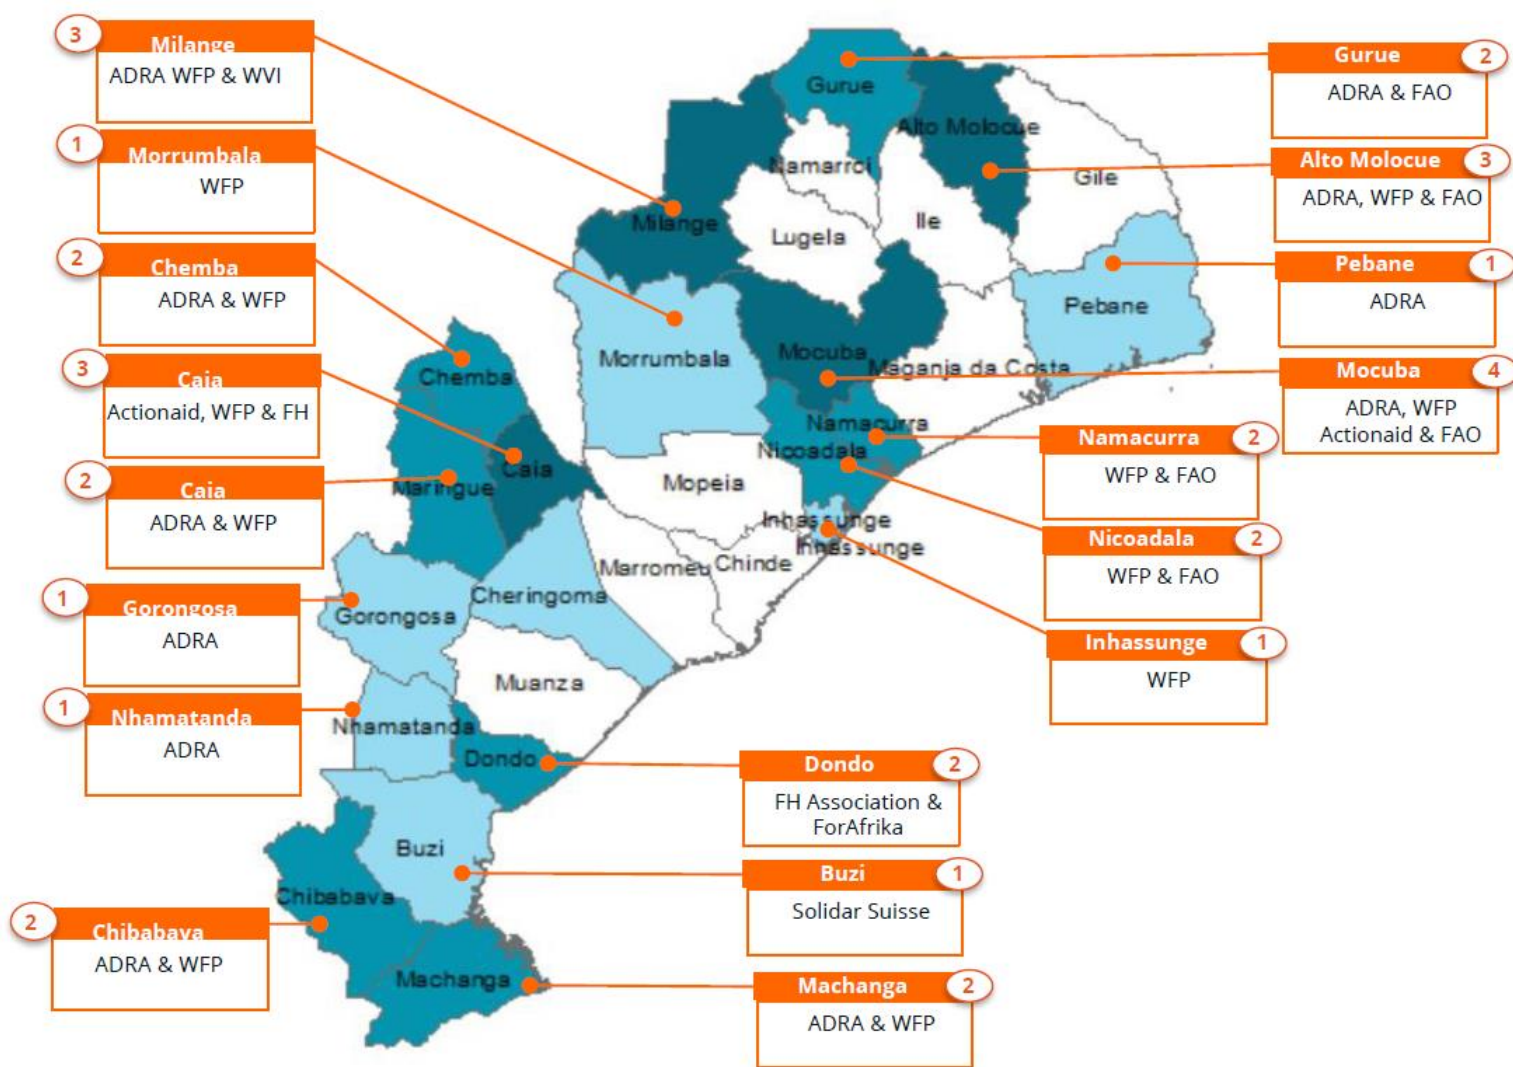 3
Milange
ADRA WFP & WVI
1
Morrumbala
WFP
2
Chemba
ADRA & WFP
3
Caia
Actionaid, WFP & FH
2
Caia
ADRA & WFP
1
Gorongosa
ADRA
1
Nhamatanda
ADRA
2
Chibabava
ADRA & WFP
Gurue
Alto Molocue
Namarroi
Gile
Ile
Milange
Lugela
Pebane
Morrumbala
Mocuba
Maganja da Costa
Chemba
Namacurra
Nicoadala
Caia
Maringue
Mopeia
Inhassunge
Inhassunge
Marromeu
Chinde
Cheringoma
Gorongosa
Muanza
Nhamatanda
Dondo
Buzi
Chibabava
Machanga
Gurue
2
ADRA & FAO
Alto Molocue
3
ADRA, WFP & FAO
Pebane
1
ADRA
Mocuba
4
ADRA, WFP
Actionaid & FAO
Namacurra
2
WFP & FAO
Nicoadala
2
WFP & FAO
Inhassunge
1
WFP
Dondo
2
FH Association &
ForAfrika
Buzi
1
Solidar Suisse
Machanga
2
ADRA & WFP